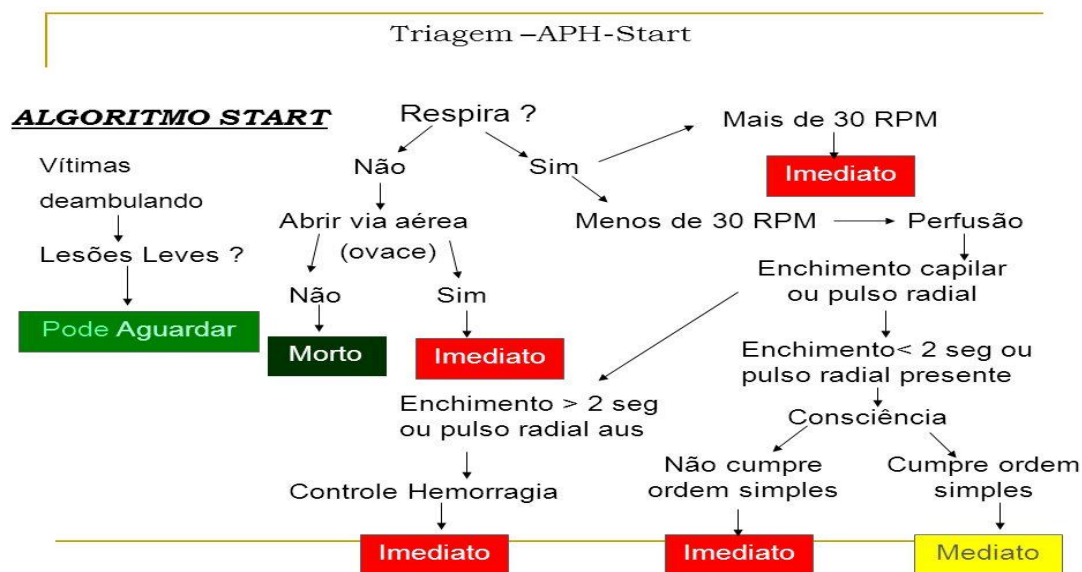 Triagem –APH-Start
ALGORITMO START
Vítimas
deambulando
Lesões Leves ?
Pode Aguardar
Respira ?
Não
Sim
Abrir via aérea
(ovace)
Não
Sim
Morto
Imediato
Mais de 30 RPM
Imediato
Menos de 30 RPM
Perfusão
Enchimento capilar
ou pulso radial
Enchimento > 2 seg
ou pulso radial aus
Controle Hemorragia
Imediato
Enchimento< 2 seg ou
pulso radial presente
Consciência
Não cumpre
ordem simples
Imediato
Cumpre ordem
simples
Mediato